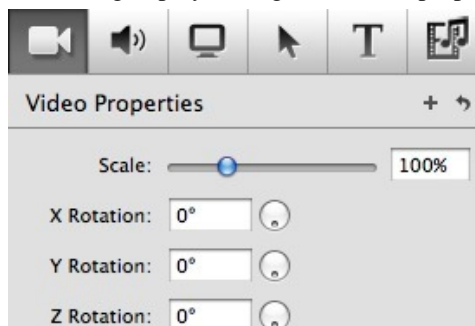 T
Video Properties
Scale: 100%
X Rotation: 0°
Y Rotation: 0°
Z Rotation: 0°